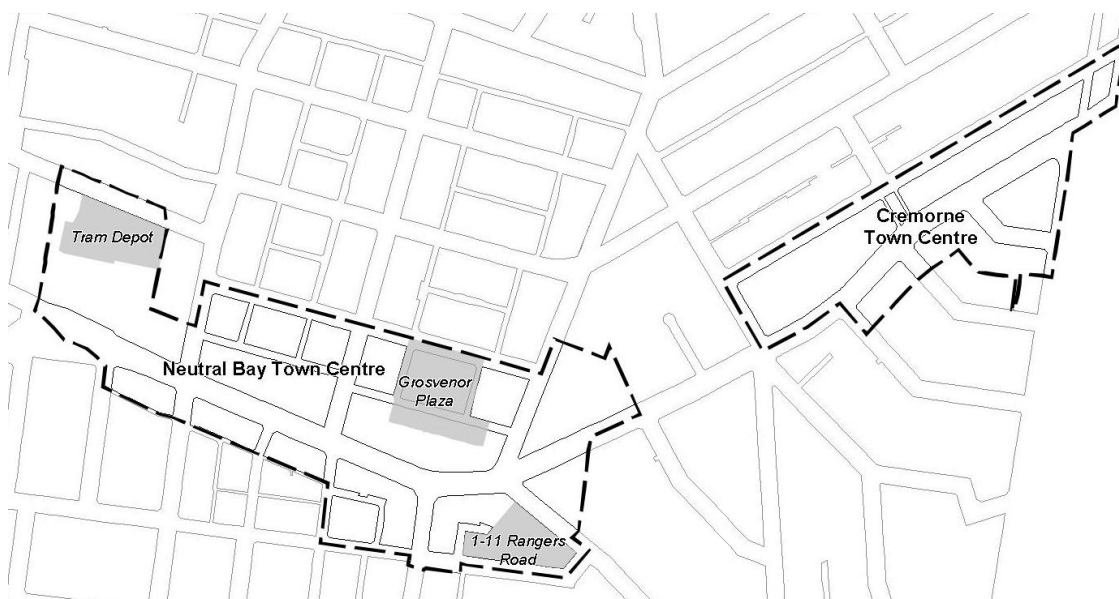 Tram Depot
Cremorne
Town Centre
Neutral Bay Town Centre
Grosvenor
Plaza
1-11 Rangers
Road